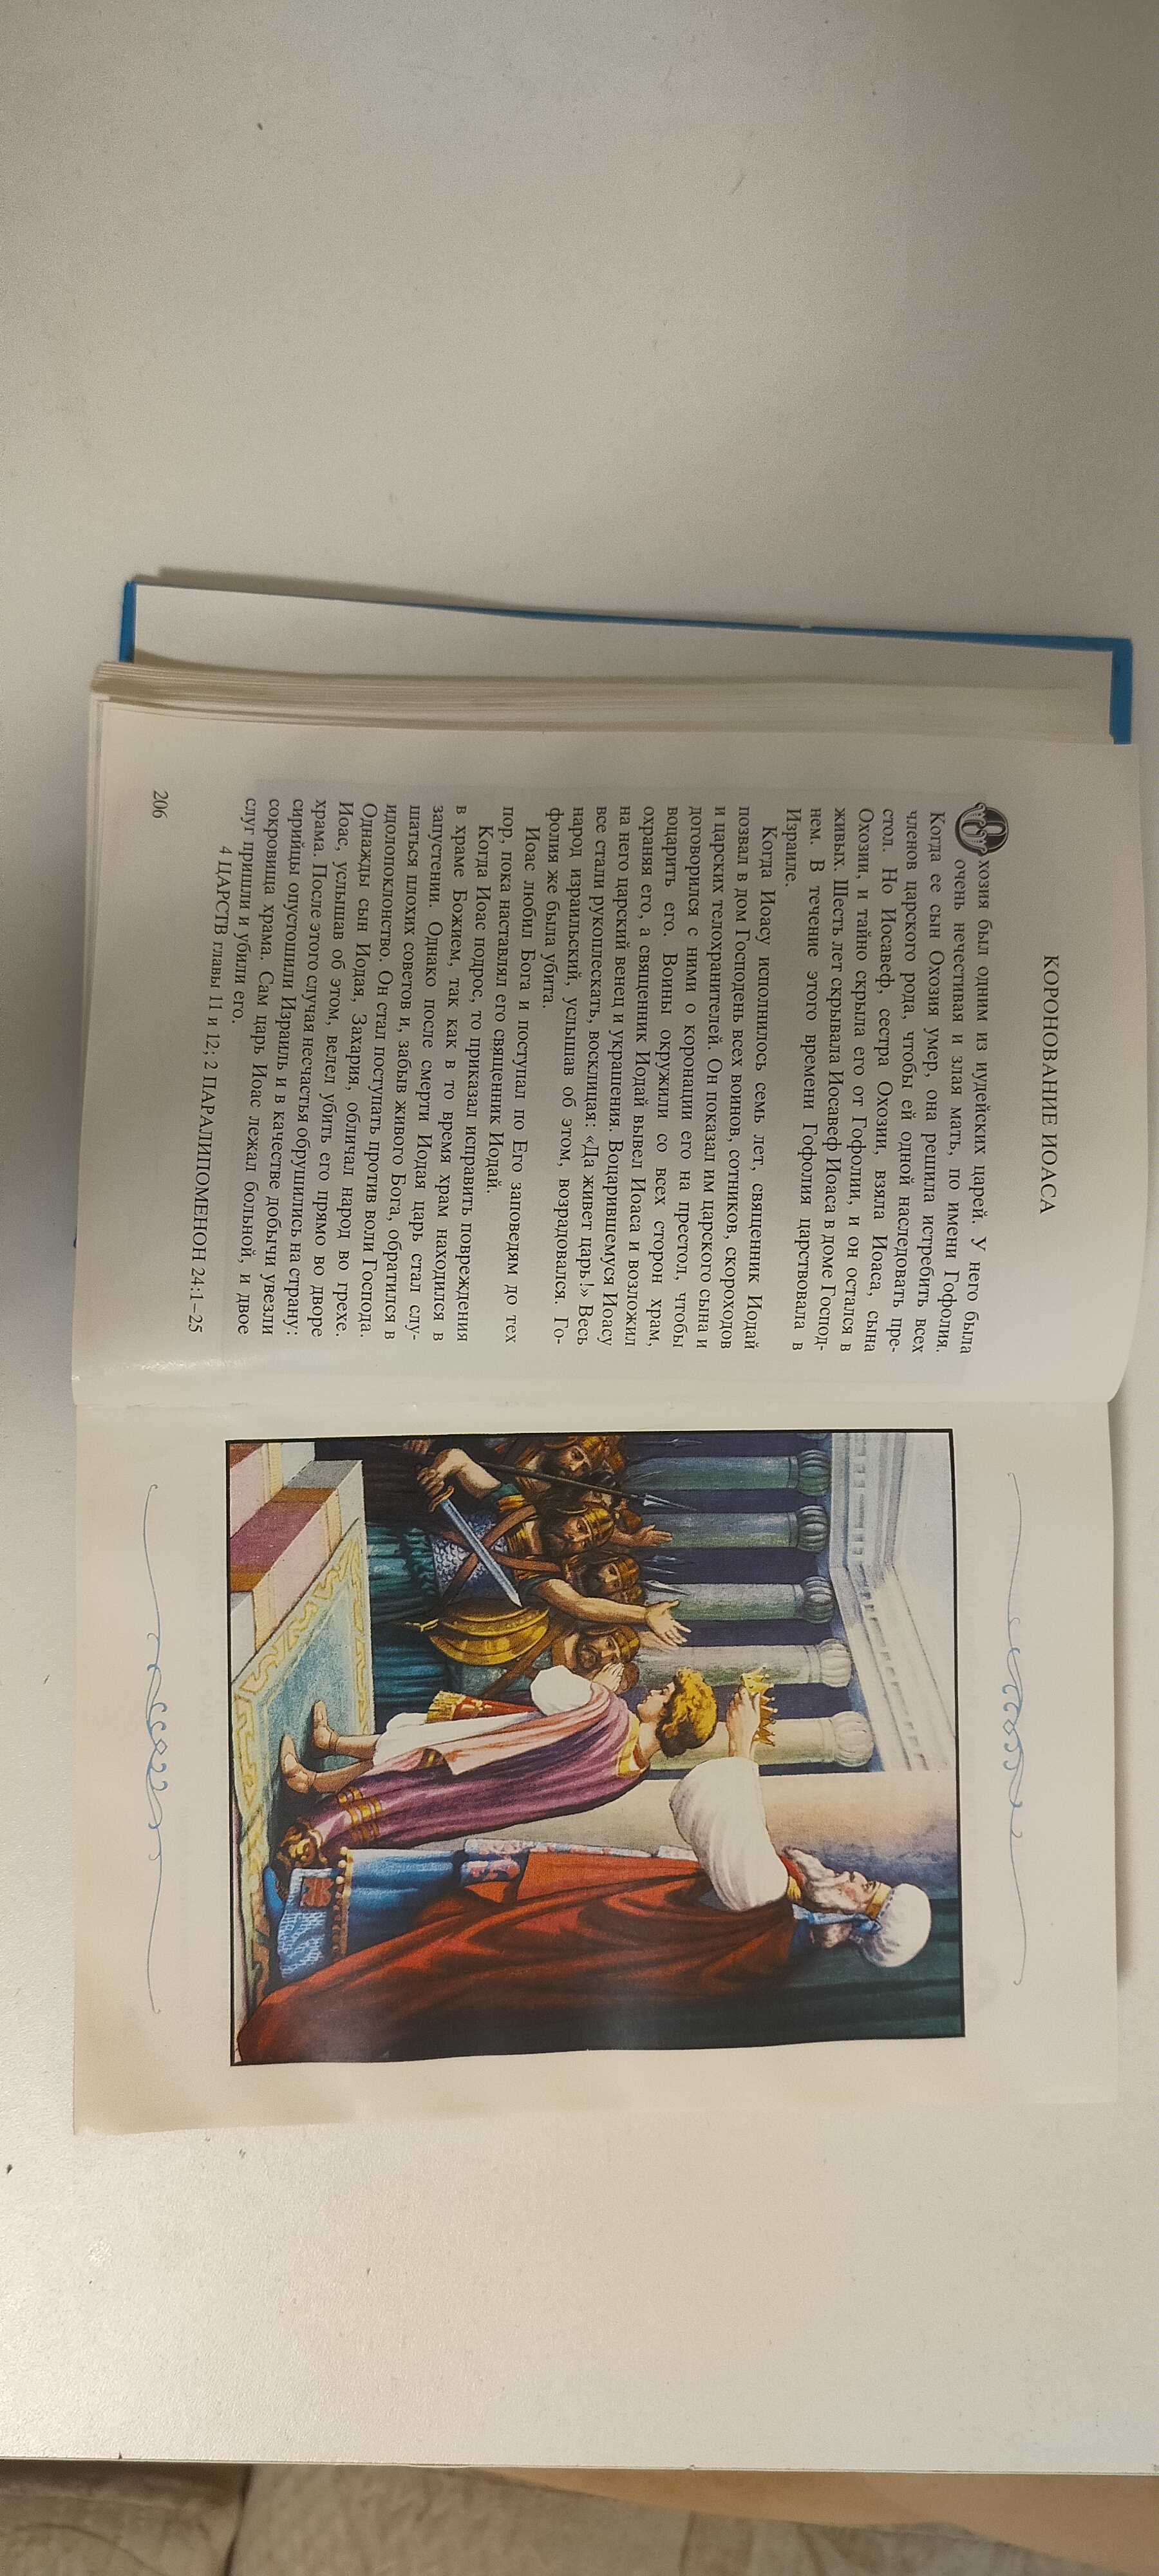 КОРОНОВАНИЕ ИОАСА
Охозия был одним из иудейских царей. У него была
очень нечестивая и злая мать, по имени Гофолия.
Когда ее сын Охозия умер, она решила истребить всех
членов царского рода, чтобы ей одной наследовать пре-
стол. Но Иосавеф, сестра Охозии, взяла Иоаса, сына
Охозии, и тайно скрыла его от Гофолии, и он остался в
живых. Шесть лет скрывала Иосавеф Иоаса в доме Господ-
нем. В течение этого времени Гофолия царствовала в
Израиле.
Когда Иоасу исполнилось семь лет, священник Иодай
позвал в дом Господень всех воинов, сотников, скороходов
и царских телохранителей. Он показал им царского сына и
договорился с ними о коронации его на престол, чтобы
воцарить его. Воины окружили со всех сторон храм,
охраняя его, а священник Иодай вывел Иоаса и возложил
на него царский венец и украшения. Воцарившемуся Иоасу
все стали рукоплескать, восклицая: «Да живет царь!» Весь
народ израильский, услышав об этом, возрадовался. Го-
фолия же была убита.
Иоас любил Бога и поступал по Его заповедям до тех
пор, пока наставлял его священник Иодай.
Когда Иоас подрос, то приказал исправить повреждения
в храме Божием, так как в то время храм находился в
запустении. Однако после смерти Иодая царь стал слу-
шаться плохих советов и, забыв живого Бога, обратился в
идолопоклонство. Он стал поступать против воли Господа.
Однажды сын Иодая, Захария, обличал народ во грехе.
Иоас, услышав об этом, велел убить его прямо во дворе
храма. После этого случая несчастья обрушились на страну:
сирийцы опустошили Израиль и в качестве добычи увезли
сокровища храма. Сам царь Иоас лежал больной, и двое
слуг пришли и убили его.
4 ЦАРСТВ главы 11 и 12; 2 ПАРАЛИПОМЕНОН 24:1–25
206